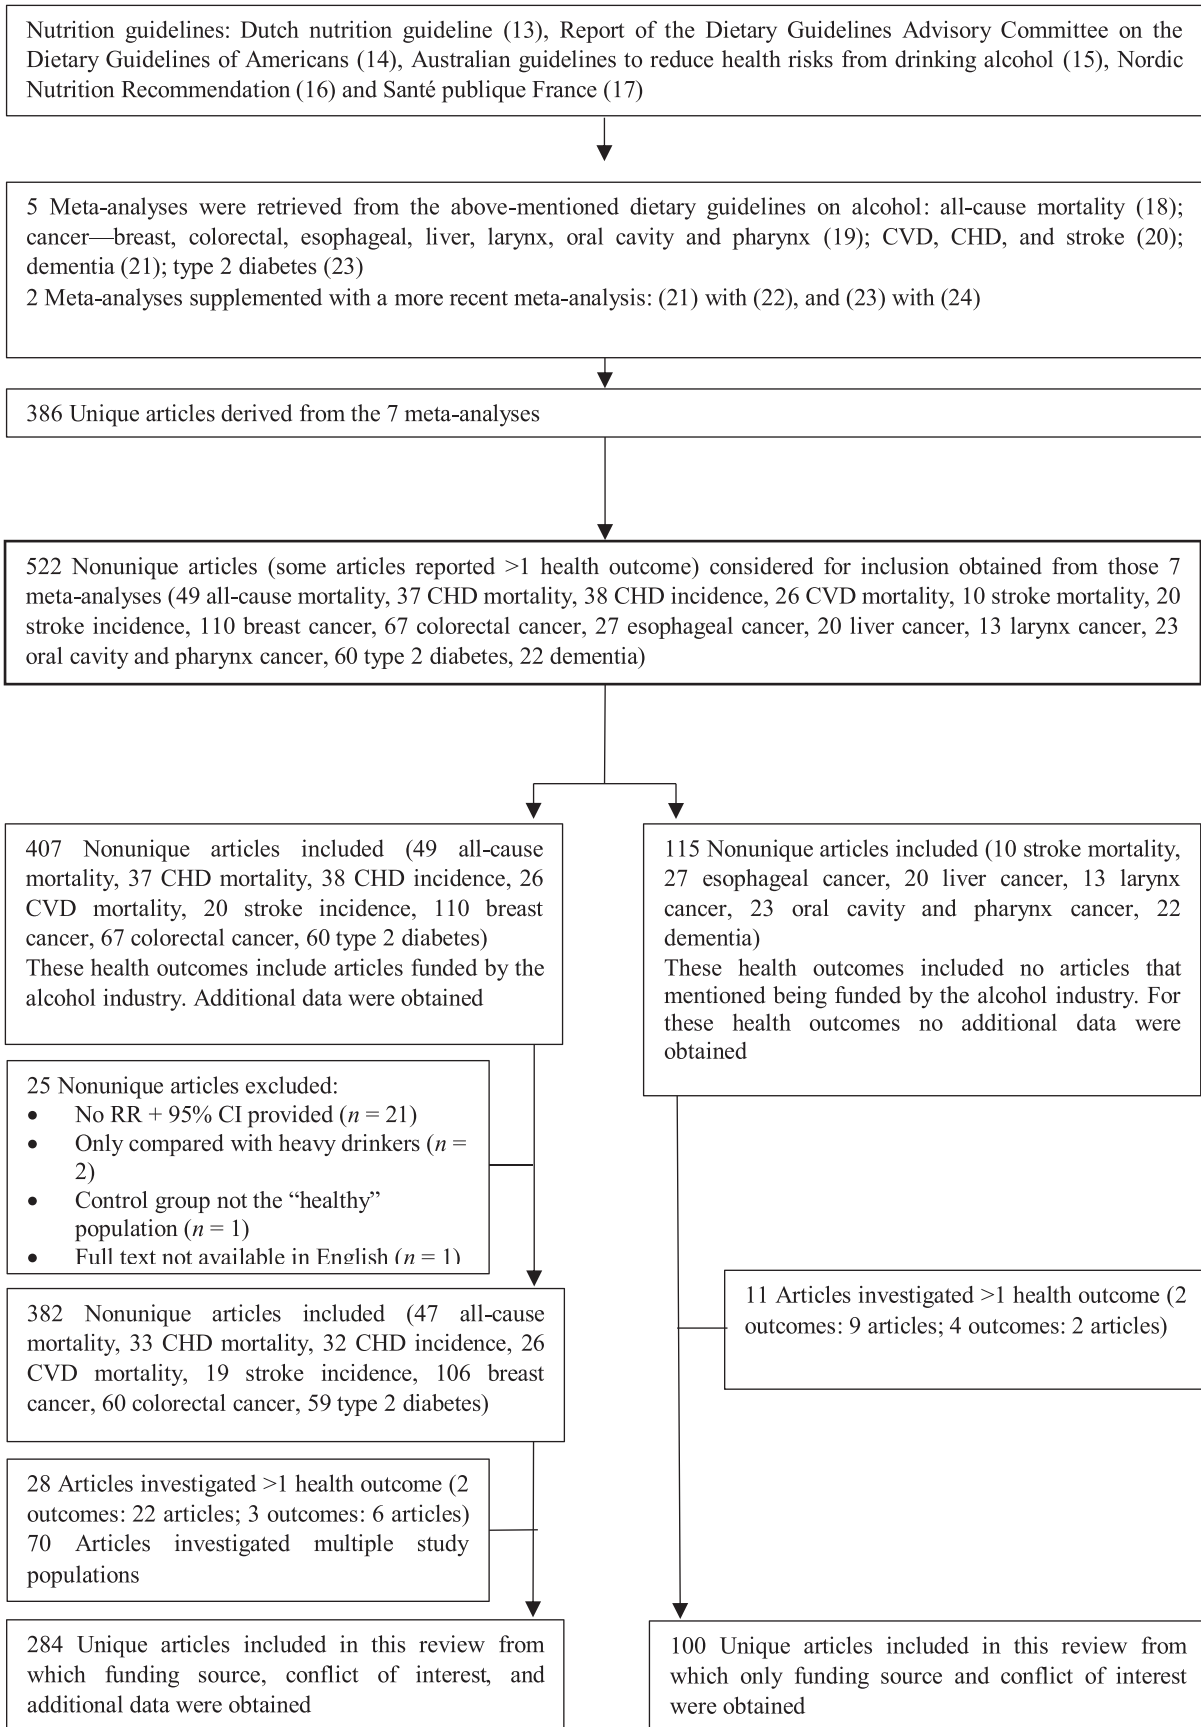 Nutrition guidelines: Dutch nutrition guideline (13), Report of the Dietary Guidelines Advisory Committee on the
Dietary Guidelines of Americans (14), Australian guidelines to reduce health risks from drinking alcohol (15), Nordic
Nutrition Recommendation (16) and Santé publique France (17)
5 Meta-analyses were retrieved from the above-mentioned dietary guidelines on alcohol: all-cause mortality (18);
cancer—breast, colorectal, esophageal, liver, larynx, oral cavity and pharynx (19); CVD, CHD, and stroke (20);
dementia (21); type 2 diabetes (23)
2 Meta-analyses supplemented with a more recent meta-analysis: (21) with (22), and (23) with (24)
386 Unique articles derived from the 7 meta-analyses
522 Nonunique articles (some articles reported >1 health outcome) considered for inclusion obtained from those 7
meta-analyses (49 all-cause mortality, 37 CHD mortality, 38 CHD incidence, 26 CVD mortality, 10 stroke mortality, 20
stroke incidence, 110 breast cancer, 67 colorectal cancer, 27 esophageal cancer, 20 liver cancer, 13 larynx cancer, 23
oral cavity and pharynx cancer, 60 type 2 diabetes, 22 dementia)
407 Nonunique articles included (49 all-cause
mortality, 37 CHD mortality, 38 CHD incidence, 26
CVD mortality, 20 stroke incidence, 110 breast
cancer, 67 colorectal cancer, 60 type 2 diabetes)
These health outcomes include articles funded by the
alcohol industry. Additional data were obtained
115 Nonunique articles included (10 stroke mortality,
27 esophageal cancer, 20 liver cancer, 13 larynx
cancer, 23 oral cavity and pharynx cancer, 22
dementia)
These health outcomes included no articles that
mentioned being funded by the alcohol industry. For
these health outcomes no additional data were
obtained
25 Nonunique articles excluded:
• No RR + 95% CI provided (n = 21)
• Only compared with heavy drinkers (n =
2)
• Control group not the “healthy”
population (n = 1)
• Full text not available in English (n = 1)
11 Articles investigated >1 health outcome (2
outcomes: 9 articles; 4 outcomes: 2 articles)
382 Nonunique articles included (47 all-cause
mortality, 33 CHD mortality, 32 CHD incidence, 26
CVD mortality, 19 stroke incidence, 106 breast
cancer, 60 colorectal cancer, 59 type 2 diabetes)
28 Articles investigated >1 health outcome (2
outcomes: 22 articles; 3 outcomes: 6 articles)
70 Articles investigated multiple study
populations
284 Unique articles included in this review from
which funding source, conflict of interest, and
additional data were obtained
100 Unique articles included in this review from
which only funding source and conflict of interest
were obtained